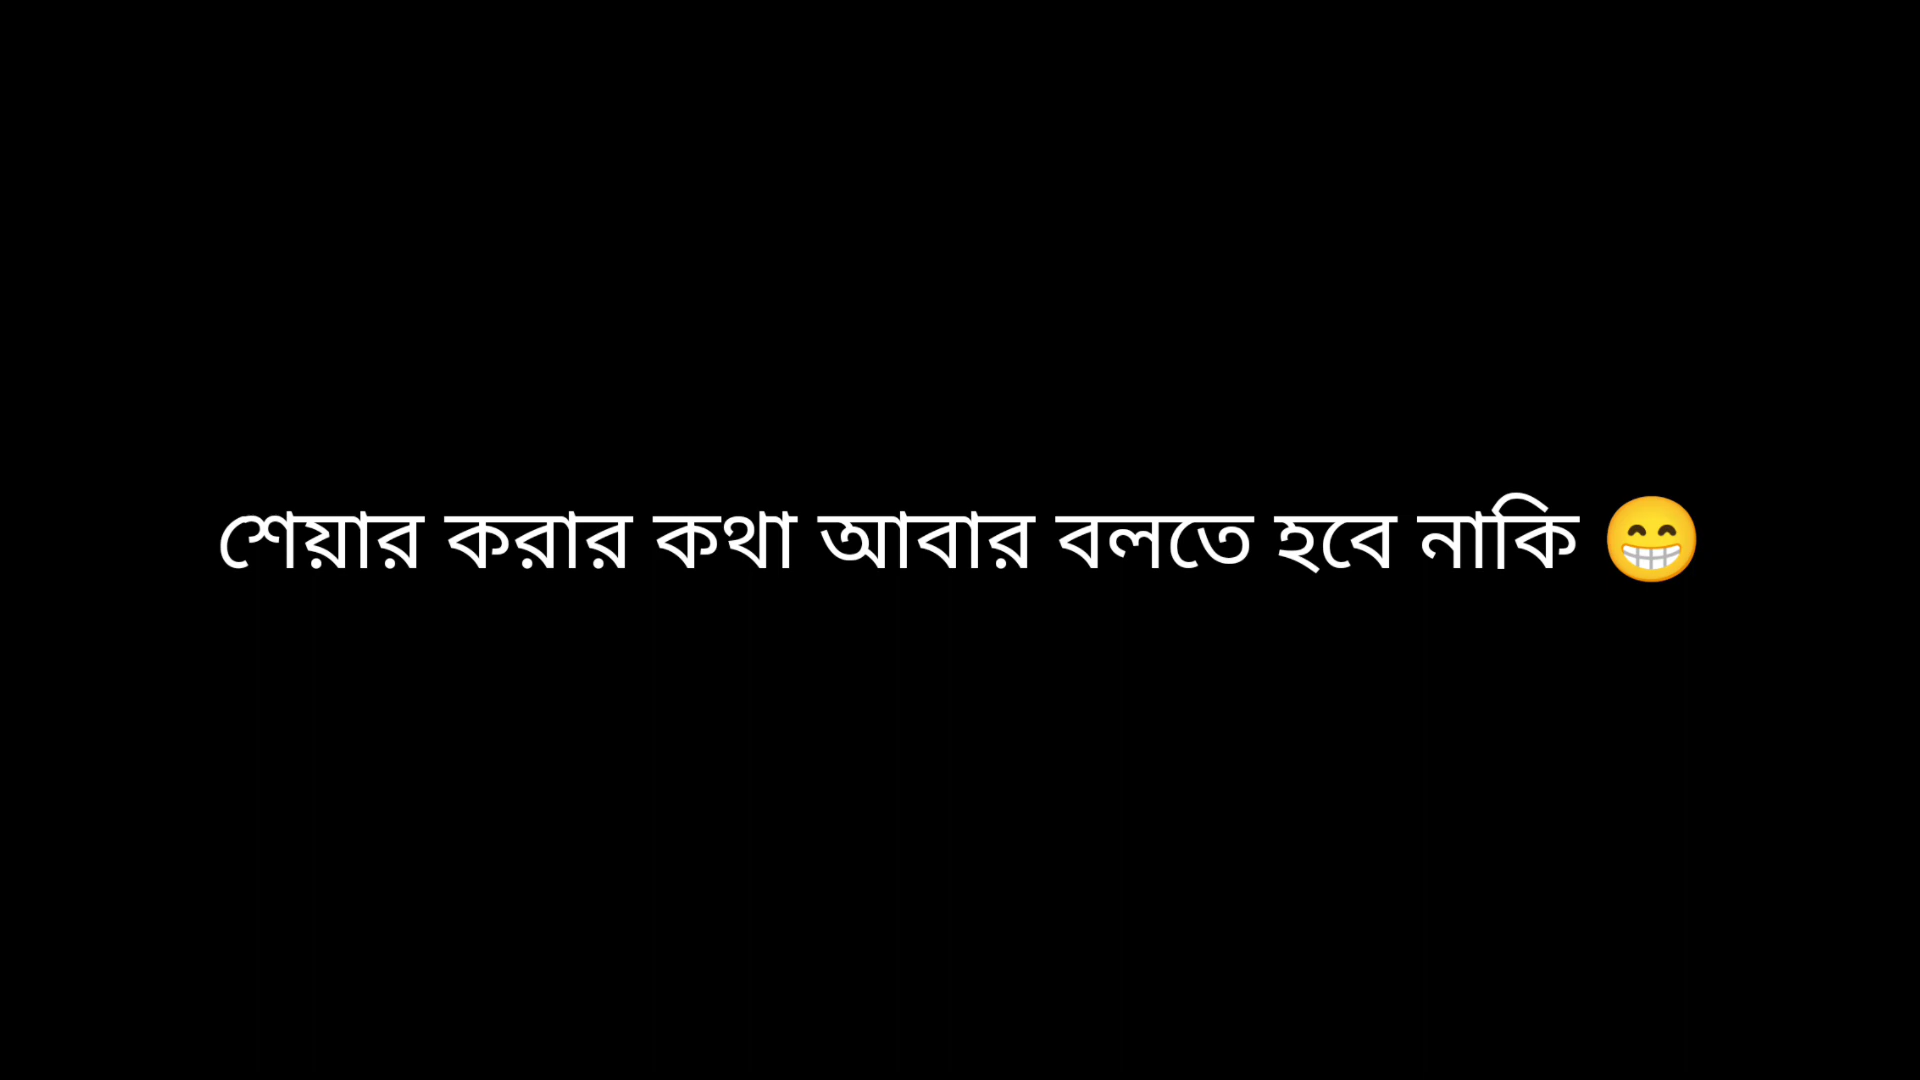 শেয়ার করার কথা আবার বলতে হবে নাকি 😁